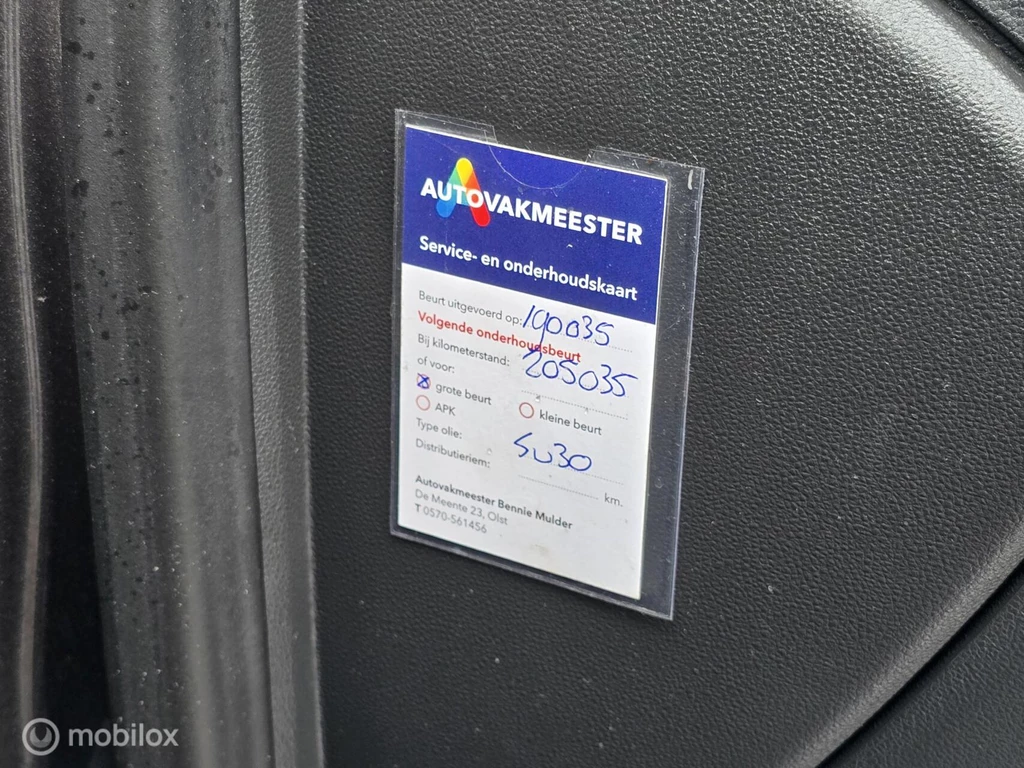 AUTOVAKMEESTER
Service- en onderhoudskaart
Beurt uitgevoerd op: 190035
Volgende onderhoudsbeurt
Bij kilometerstand: 205035
of voor:
grote beurt kleine beurt
APK
Type olie: 5w30
Distributieriem: km.
Autovakmeester Bennie Mulder
De Meente 23, Olst
T 0570-561456
mobilox